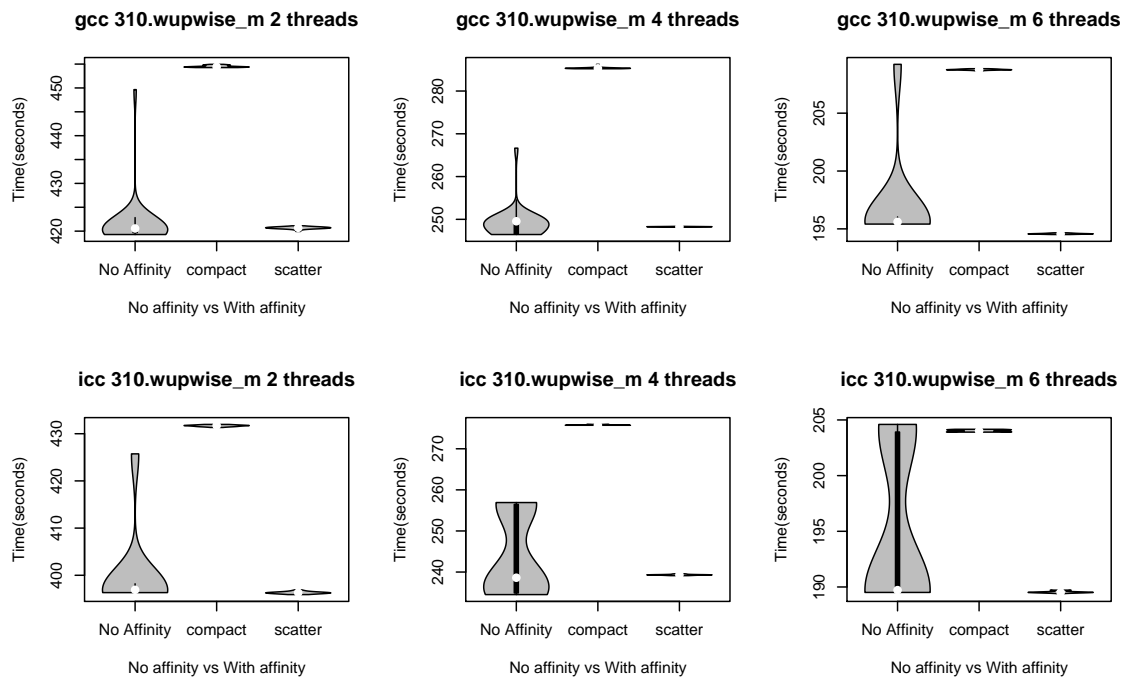 gcc 310.wupwise_m 2 threads
Time(seconds)
450
440
430
420
No Affinity compact scatter
No affinity vs With affinity
gcc 310.wupwise_m 4 threads
Time(seconds)
280
270
260
250
No Affinity compact scatter
No affinity vs With affinity
gcc 310.wupwise_m 6 threads
Time(seconds)
205
200
195
No Affinity compact scatter
No affinity vs With affinity
icc 310.wupwise_m 2 threads
Time(seconds)
430
420
410
400
No Affinity compact scatter
No affinity vs With affinity
icc 310.wupwise_m 4 threads
Time(seconds)
270
260
250
240
No Affinity compact scatter
No affinity vs With affinity
icc 310.wupwise_m 6 threads
Time(seconds)
205
200
195
190
No Affinity compact scatter
No affinity vs With affinity